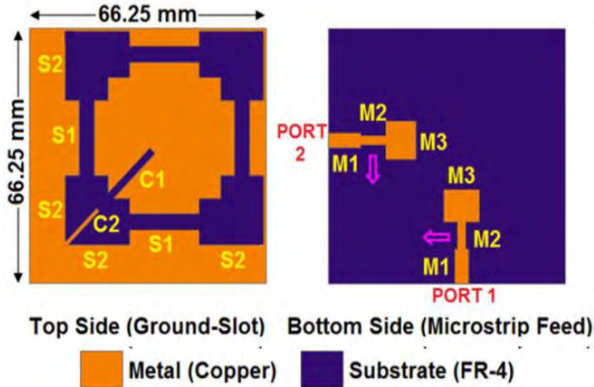 66.25 mm
66.25 mm
S2
S1
S2
C1
C2
S2
S1
S2
PORT
2
M2
M3
M1
M3
M2
M1
PORT 1
Top Side (Ground-Slot)
Bottom Side (Microstrip Feed)
Metal (Copper)
Substrate (FR-4)